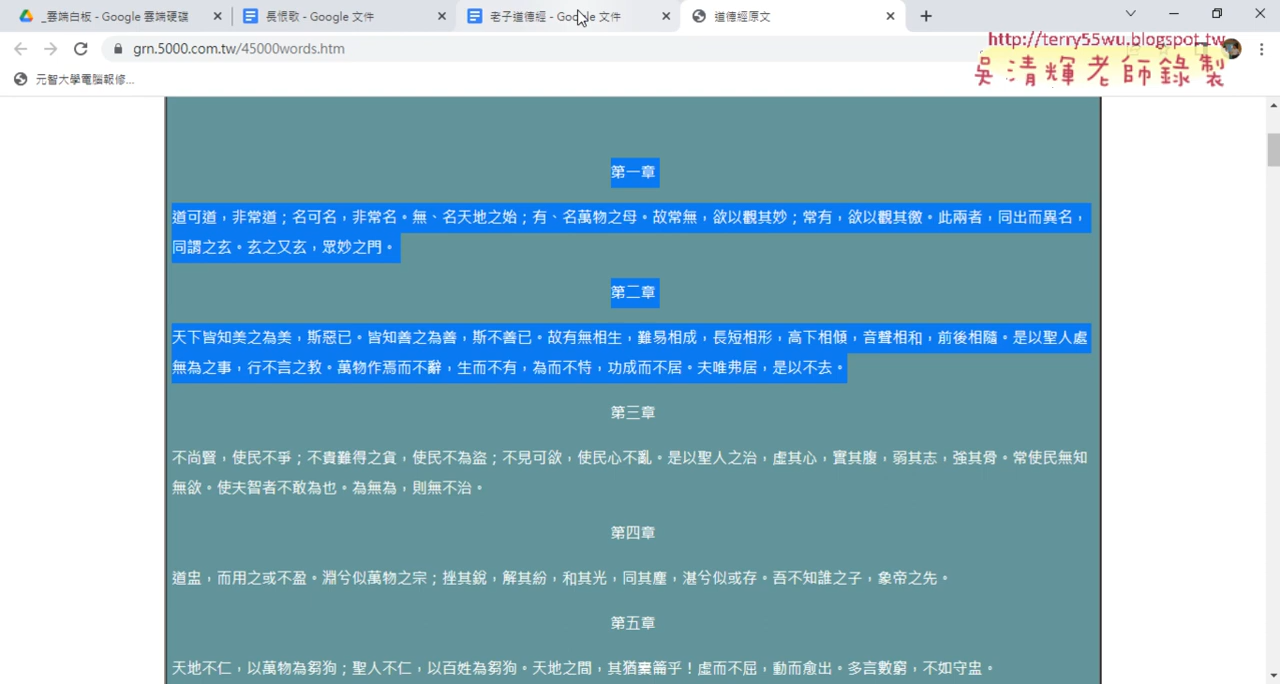 _雲端白板 - Google 雲端硬碟
長恨歌 - Google 文件
老子道德經 - Google 文件
道德經原文
grn.5000.com.tw/45000words.htm
http://terry55wu.blogspot.tw
吳清輝老師錄製
元智大學電腦報修...
第一章
道可道，非常道；名可名，非常名。無、名天地之始；有、名萬物之母。故常無，欲以觀其妙；常有，欲以觀其徼。此兩者，同出而異名，
同謂之玄。玄之又玄，眾妙之門。
第二章
天下皆知美之為美，斯惡已。皆知善之為善，斯不善已。故有無相生，難易相成，長短相形，高下相傾，音聲相和，前後相隨。是以聖人處
無為之事，行不言之教。萬物作焉而不辭，生而不有，為而不恃，功成而不居。夫唯弗居，是以不去。
第三章
不尚賢，使民不爭；不貴難得之貨，使民不為盜；不見可欲，使民心不亂。是以聖人之治，虛其心，實其腹，弱其志，強其骨。常使民無知
無欲。使夫智者不敢為也。為無為，則無不治。
第四章
道盅，而用之或不盈。淵兮似萬物之宗；挫其銳，解其紛，和其光，同其塵，湛兮似或存。吾不知誰之子，象帝之先。
第五章
天地不仁，以萬物為芻狗；聖人不仁，以百姓為芻狗。天地之間，其猶橐籥乎！虛而不屈，動而愈出。多言數窮，不如守盅。